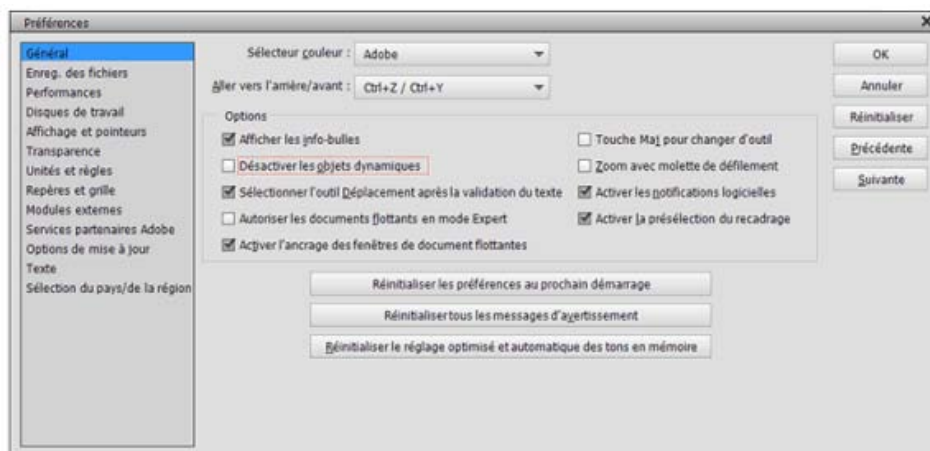 Préférences
Général
Enreg. des fichiers
Performances
Disques de travail
Affichage et pointeurs
Transparence
Unités et règles
Repères et grille
Modules externes
Services partenaires Adobe
Options de mise à jour
Texte
Sélection du pays/de la région
Sélecteur couleur : Adobe
Aller vers l'arrière/avant : Ctrl+Z / Ctrl+Y
Options
Afficher les info-bulles
Touche Maj pour changer d'outil
Désactiver les objets dynamiques
Zoom avec molette de défilement
Sélectionner l'outil Déplacement après la validation du texte
Activer les notifications logicielles
Autoriser les documents flottants en mode Expert
Activer la présélection du recadrage
Activer l'ancrage des fenêtres de document flottantes
Réinitialiser les préférences au prochain démarrage
Réinitialiser tous les messages d'avertissement
Réinitialiser le réglage optimisé et automatique des tons en mémoire
OK
Annuler
Réinitialiser
Précédente
Suivante